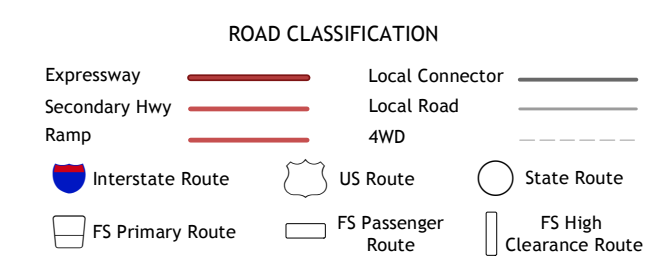 ROAD CLASSIFICATION
Expressway
Local Connector
Secondary Hwy
Local Road
Ramp
4WD
Interstate Route
US Route
State Route
FS Primary Route
FS Passenger
Route
FS High
Clearance Route